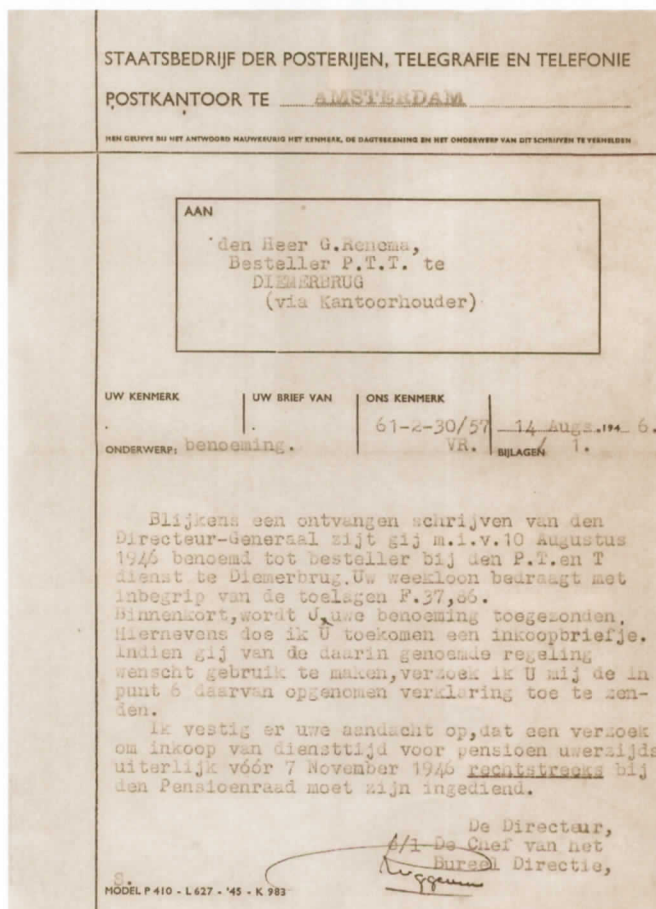 STAATSBEDRIJF DER POSTERIJEN, TELEGRAFIE EN TELEFONIE
POSTKANTOOR TE AMSTERDAM
MEN GELIEVE BIJ HET ANTWOORD NAUWKEURIG HET KENMERK, DE DAGTEEKENING EN HET ONDERWERP VAN DIT SCHRIJVEN TE VERMELDEN
AAN
den Heer G.Renema,
Besteller P.T.T. te
DIEMERBRUG
(via Kantoorhouder)
UW KENMERK UW BRIEF VAN ONS KENMERK
. . 61-2-30/57 14 Augs. 194 6.
ONDERWERP: benoeming. VR. BIJLAGEN 1.
Blijkens een ontvangen schrijven van den
Directeur-Generaal zijt gij m.i.v.10 Augustus
1946 benoemd tot besteller bij den P.T.en T
dienst te Diemerbrug.Uw weekloon bedraagt met
inbegrip van de toelagen F.37,86.
Binnenkort,wordt U,uwe benoeming toegezonden.
Hiernevens doe ik U toekomen een inkoopbriefje.
Indien gij van de daarin genoemde regeling
wenscht gebruik te maken,verzoek ik U mij de in
punt 6 daarvan opgenomen verklaring toe te zen-
den.
Ik vestig er uwe aandacht op,dat een verzoek
om inkoop van diensttijd voor pensioen uwerzijds
uiterlijk vóór 7 November 1946 rechtstreeks bij
den Pensioenraad moet zijn ingediend.
De Directeur,
b/l De Chef van het
Bureel Directie,
S.
MODEL P 410 - L 627 - '45 - K 983